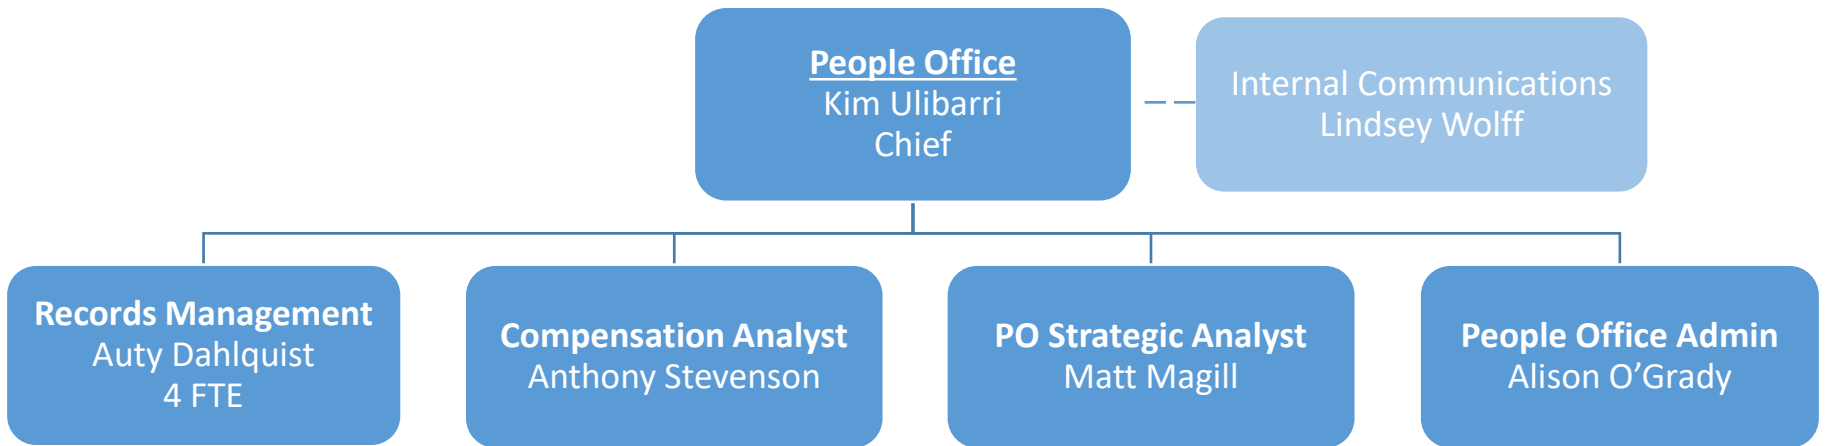 People Office
Kim Ulibarri
Chief
Internal Communications
Lindsey Wolff
Records Management
Auty Dahlquist
4 FTE
Compensation Analyst
Anthony Stevenson
PO Strategic Analyst
Matt Magill
People Office Admin
Alison O’Grady